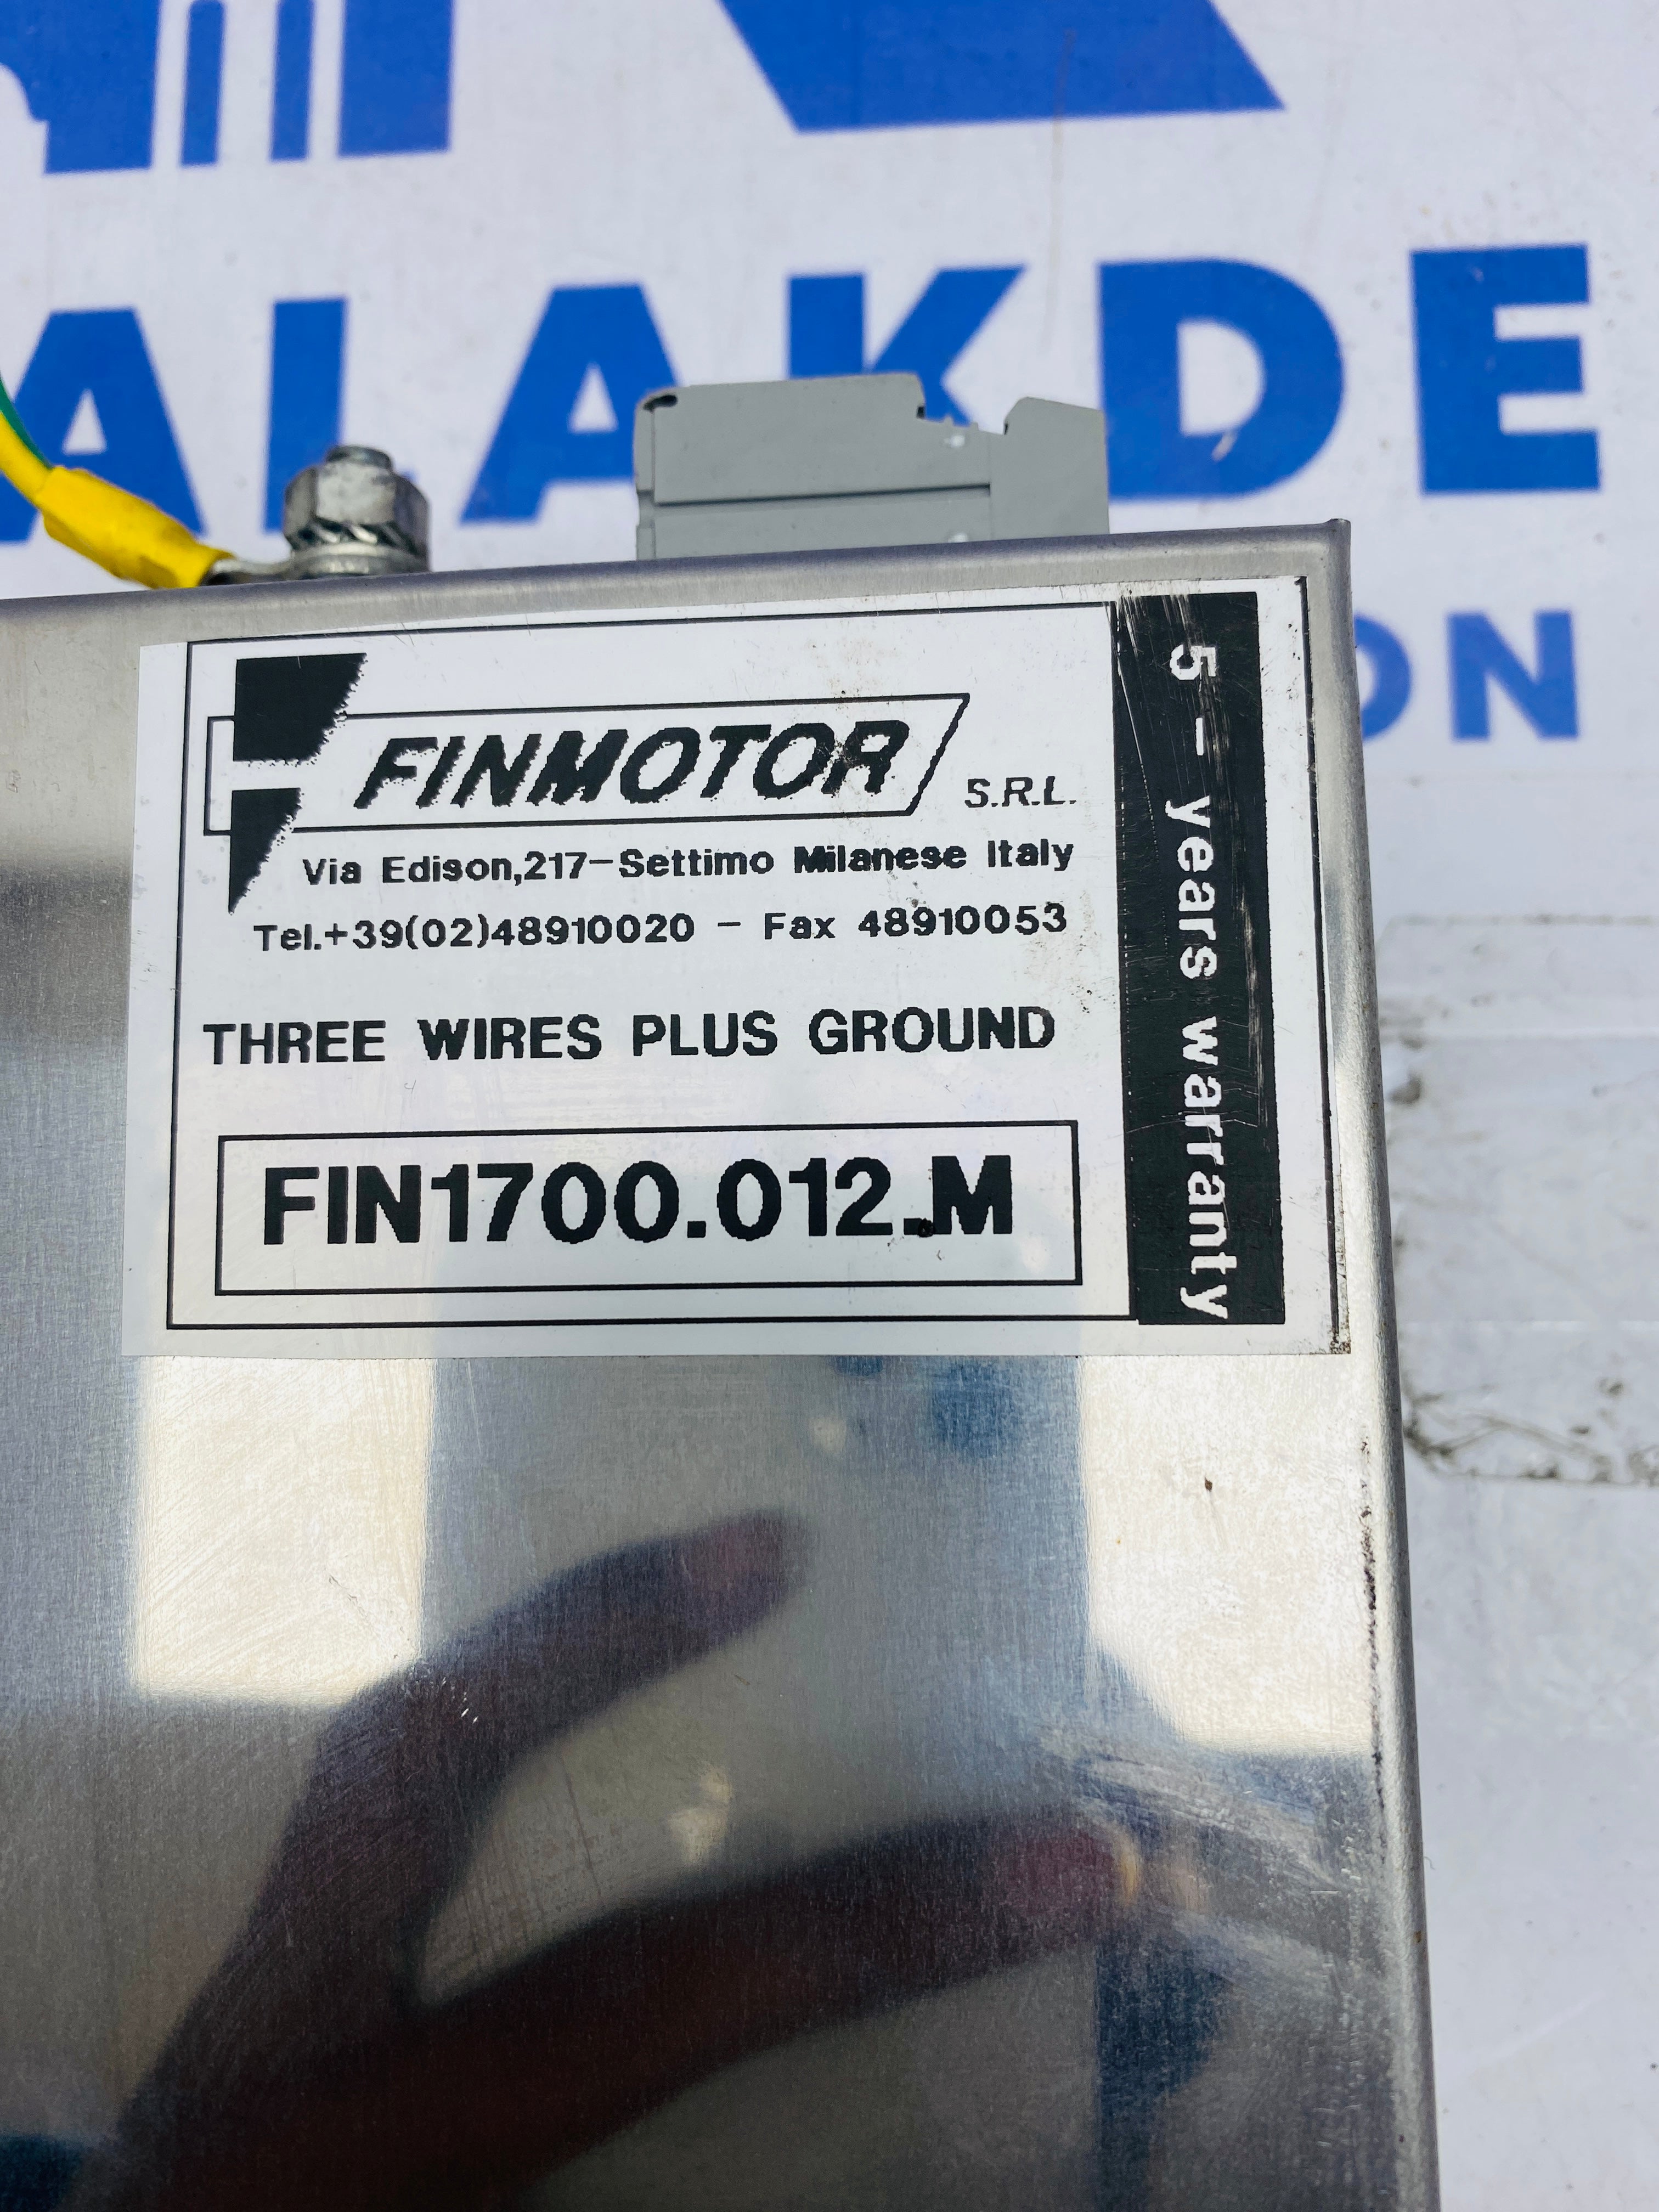 ALAKDE
ON
FINMOTOR S.R.L.
Via Edison,217-Settimo Milanese Italy
Tel.+39(02)48910020 - Fax 48910053
THREE WIRES PLUS GROUND
FIN1700.012.M
5 - years warranty